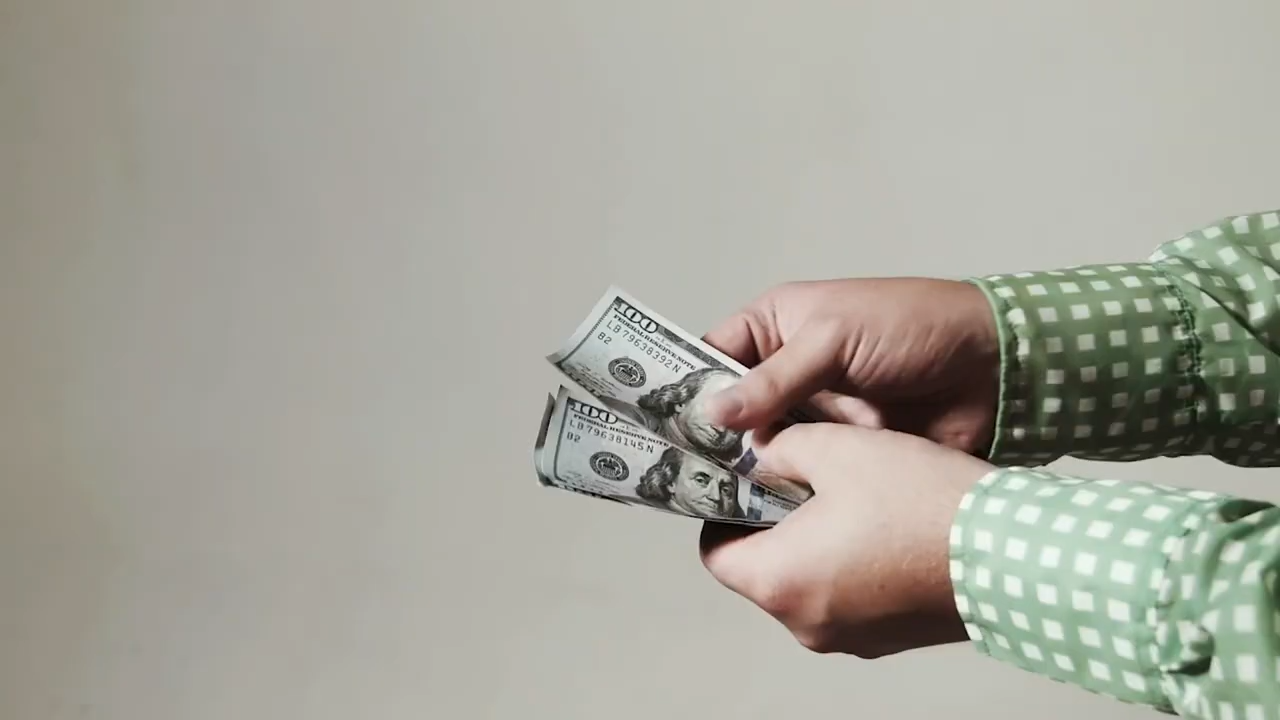 100
FEDERAL RESERVE NOTE
LB79638392N
B2
100
FEDERAL RESERVE NOTE
LB79638145N
B2